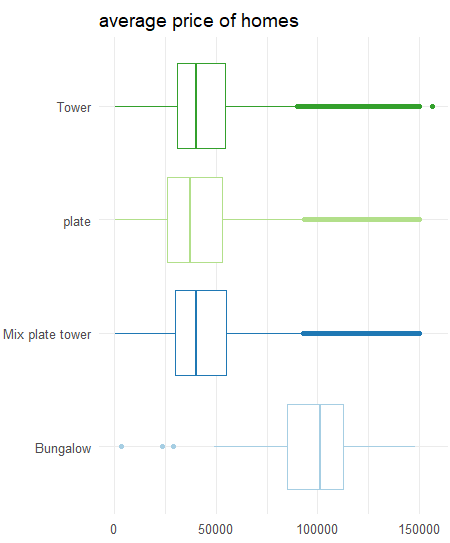 average price of homes
Tower
plate
Mix plate tower
Bungalow
0 50000 100000 150000